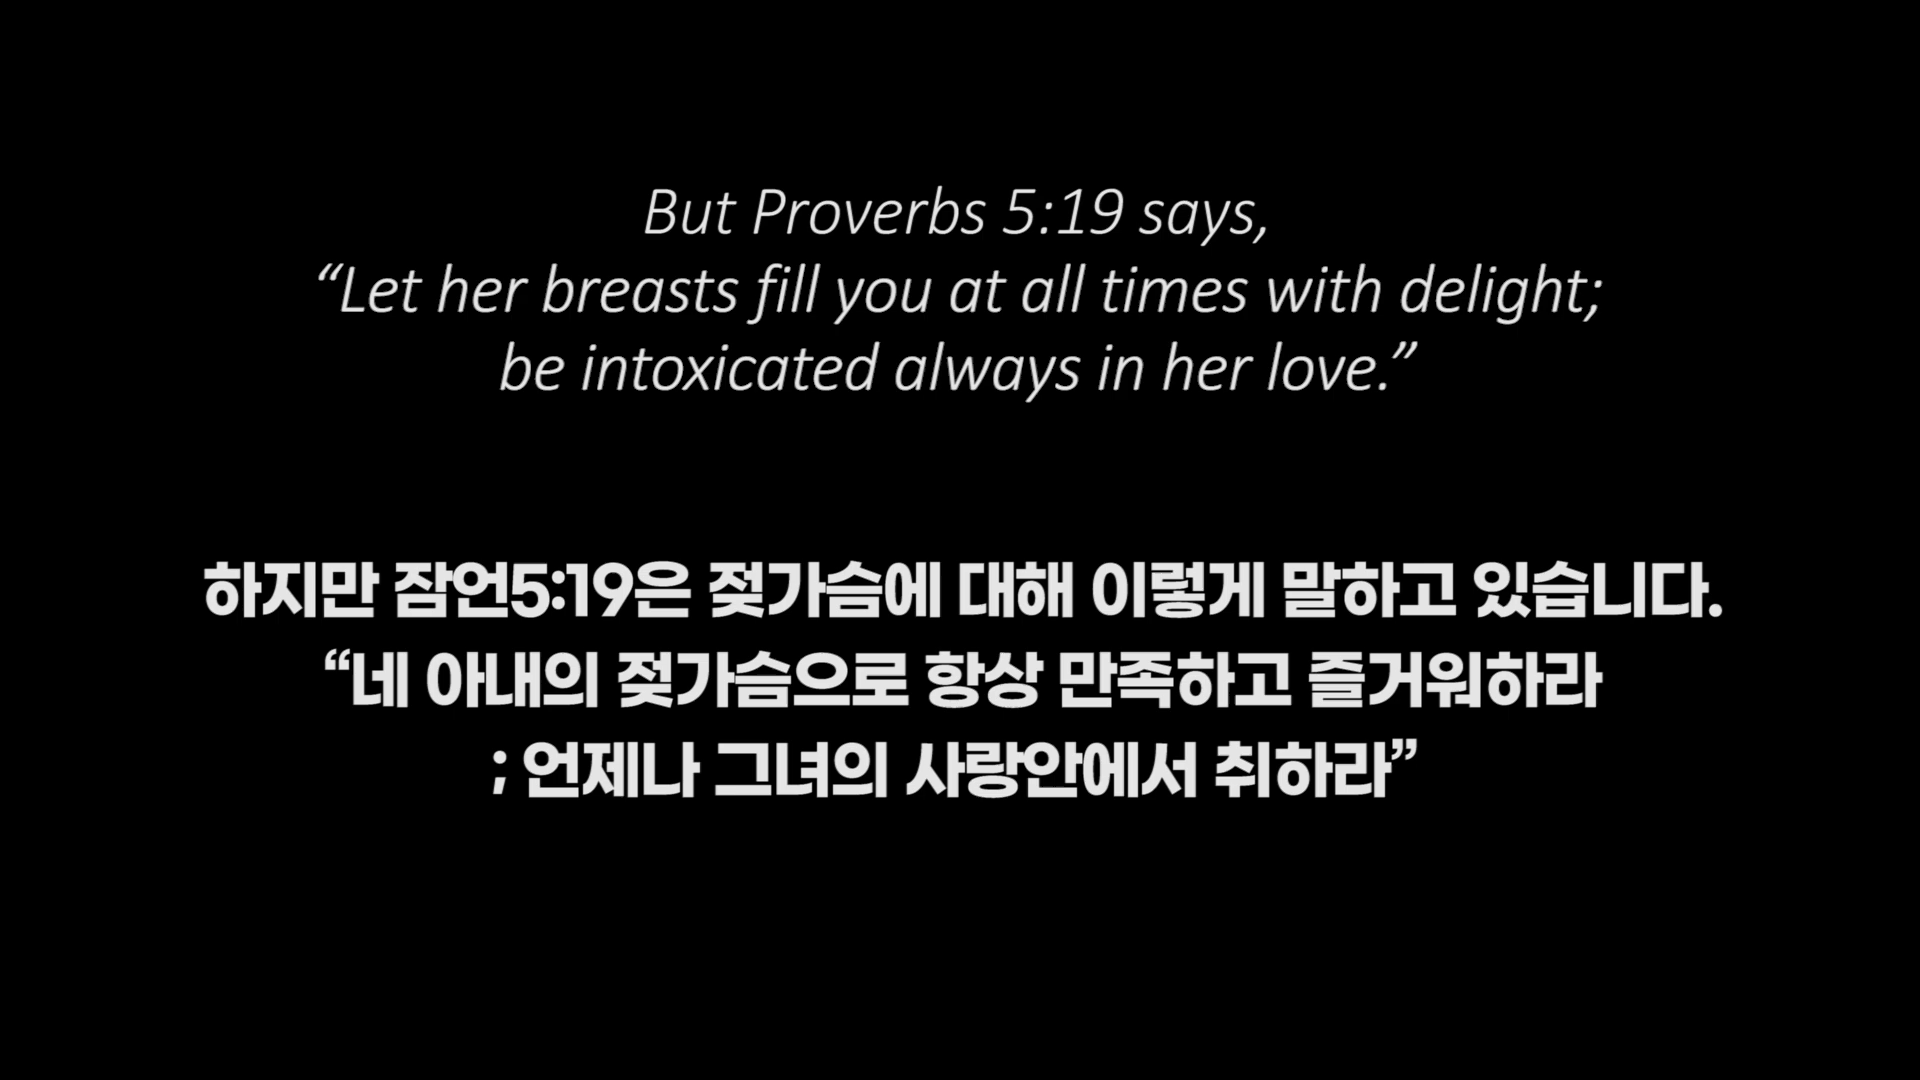 But Proverbs 5:19 says,
“Let her breasts fill you at all times with delight;
be intoxicated always in her love.”
하지만 잠언5:19은 젖가슴에 대해 이렇게 말하고 있습니다.
“네 아내의 젖가슴으로 항상 만족하고 즐거워하라
; 언제나 그녀의 사랑안에서 취하라”